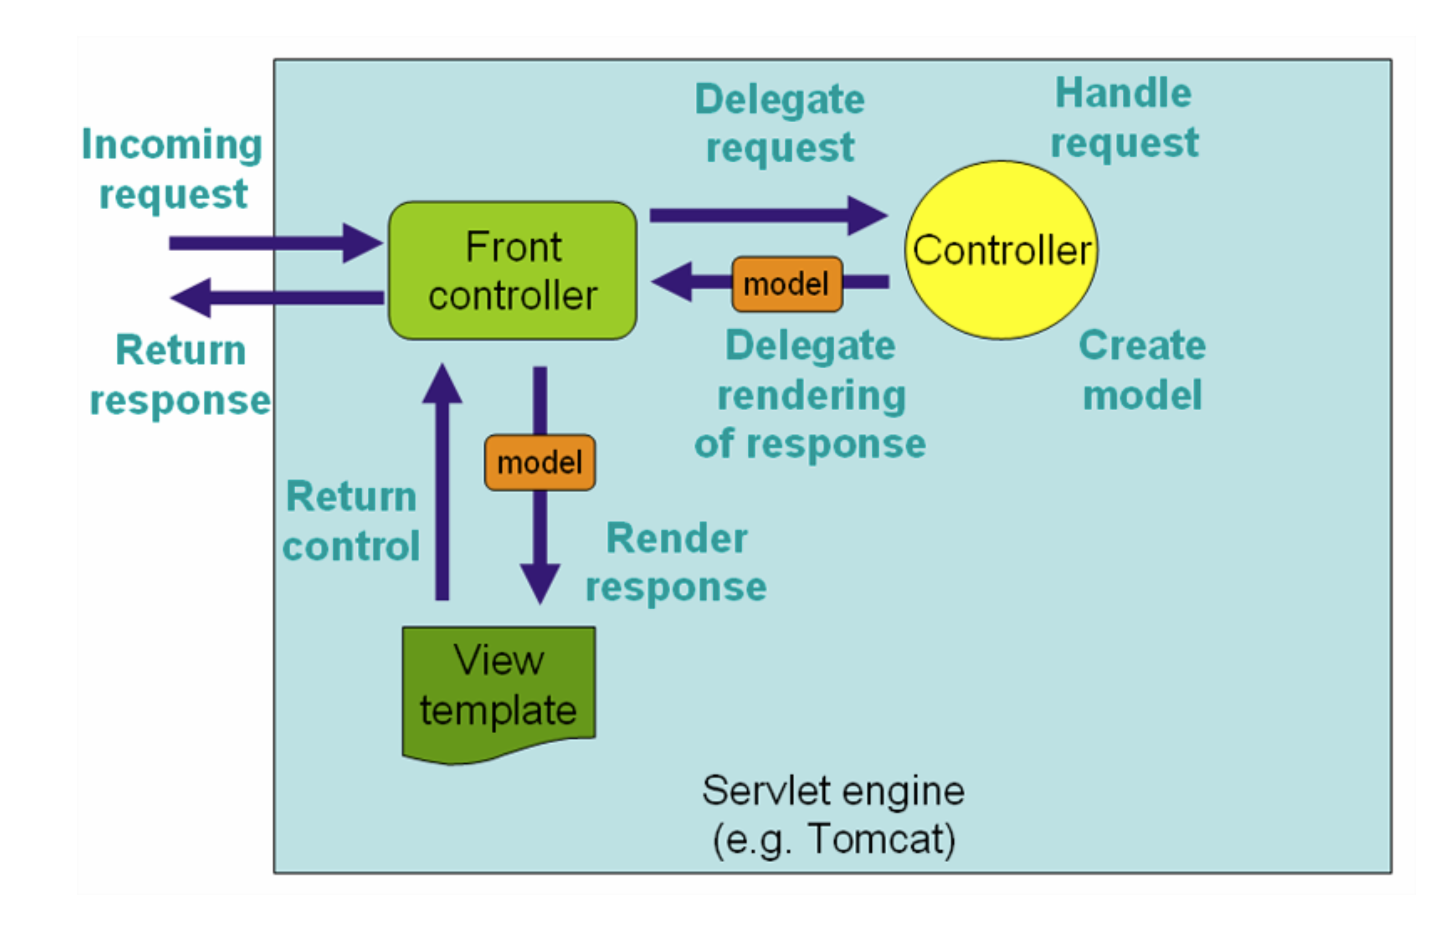 Incoming
request
Return
response
Delegate
request
Handle
request
Front
controller
Controller
model
Delegate
rendering
of response
Create
model
model
Return
control
Render
response
View
template
Servlet engine
(e.g. Tomcat)